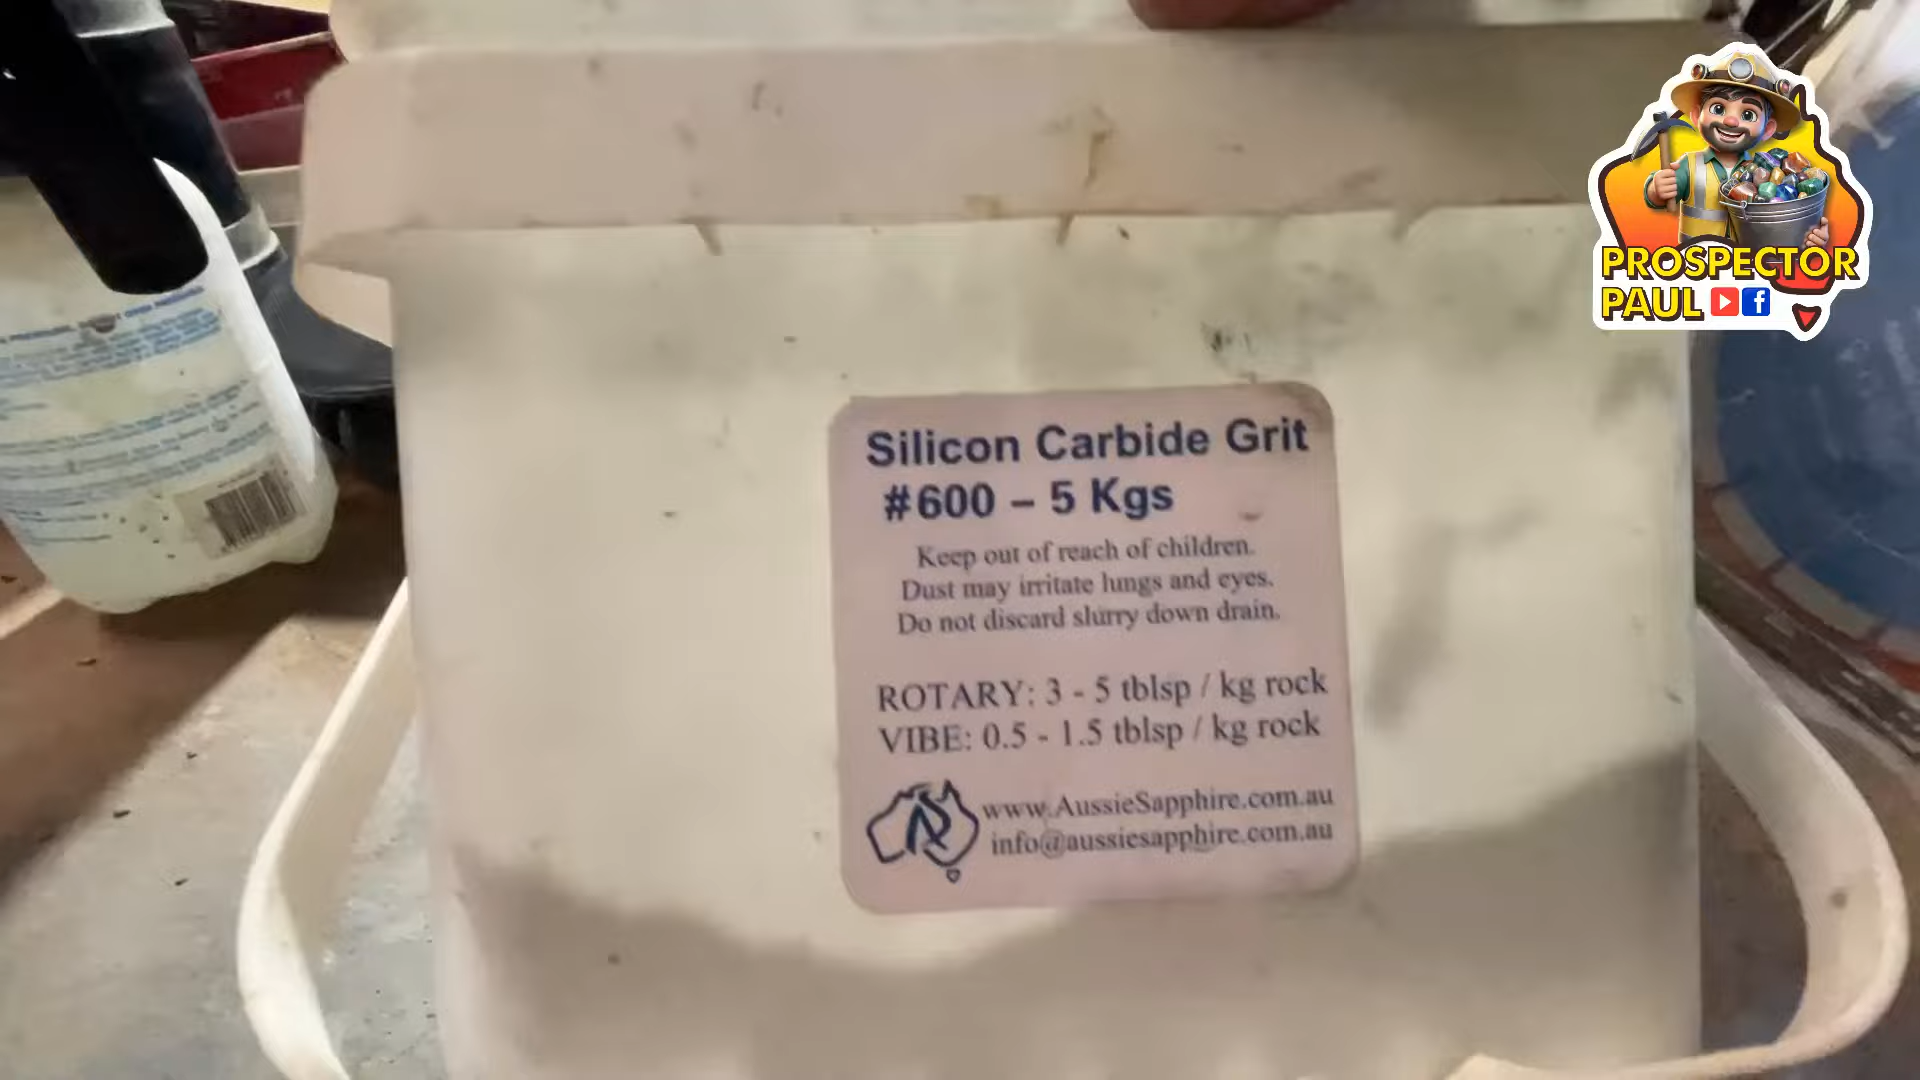 Silicon Carbide Grit
#600 – 5 Kgs
Keep out of reach of children.
Dust may irritate lungs and eyes.
Do not discard slurry down drain.
ROTARY: 3 - 5 tblsp / kg rock
VIBE: 0.5 - 1.5 tblsp / kg rock
www.AussieSapphire.com.au
info@aussiesapphire.com.au
PROSPECTOR
PAUL